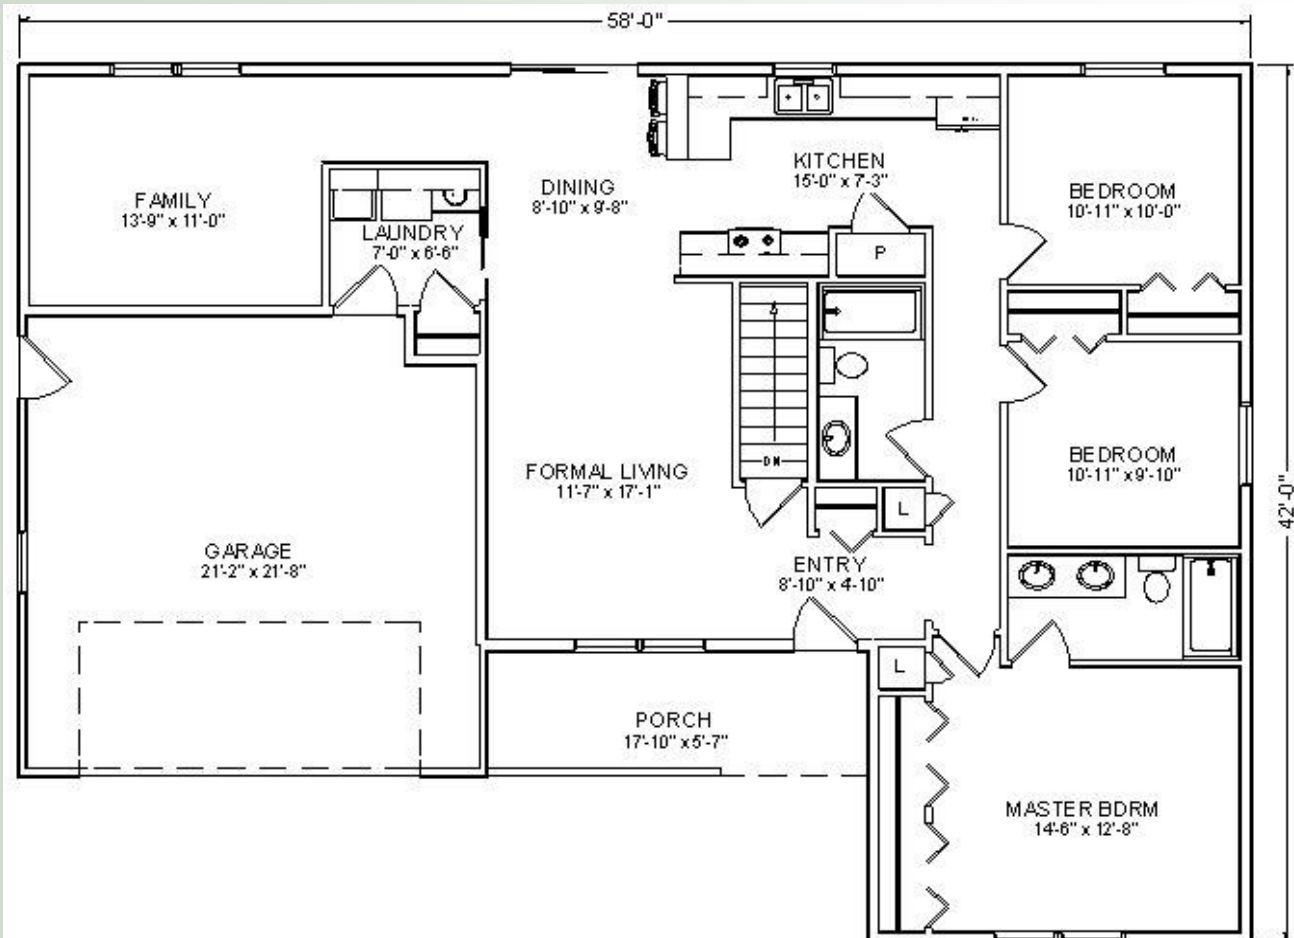 58'-0"
FAMILY
13'-9" x 11'-0"
LAUNDRY
7'-0" x 6'-6"
DINING
8'-10" x 9'-8"
KITCHEN
15'-0" x 7'-3"
P
BEDROOM
10'-11" x 10'-0"
BEDROOM
10'-11" x 9'-10"
42'-0"
FORMAL LIVING
11'-7" x 17'-1"
DN
L
GARAGE
21'-2" x 21'-8"
ENTRY
8'-10" x 4'-10"
L
PORCH
17'-10" x 5'-7"
MASTER BDRM
14'-6" x 12'-8"